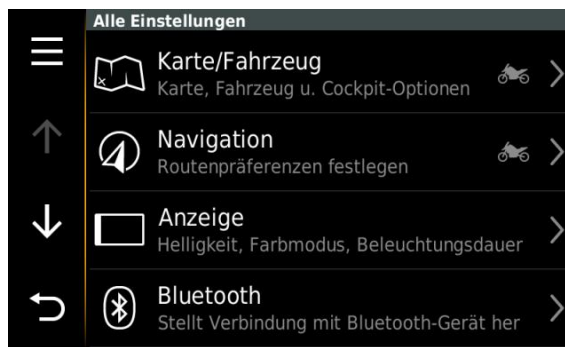 Alle Einstellungen
Karte/Fahrzeug
Karte, Fahrzeug u. Cockpit-Optionen
Navigation
Routenpräferenzen festlegen
Anzeige
Helligkeit, Farbmodus, Beleuchtungsdauer
Bluetooth
Stellt Verbindung mit Bluetooth-Gerät her